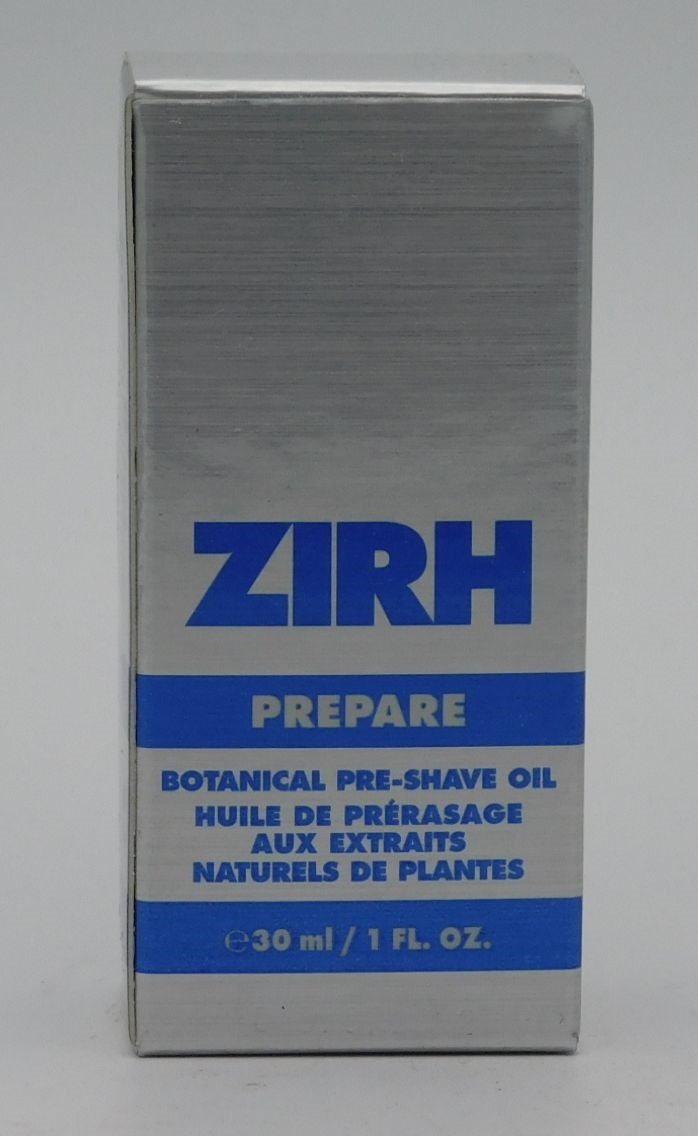 ZIRH
PREPARE
BOTANICAL PRE-SHAVE OIL
HUILE DE PRÉRASAGE
AUX EXTRAITS
NATURELS DE PLANTES
℮30 ml / 1 FL. OZ.